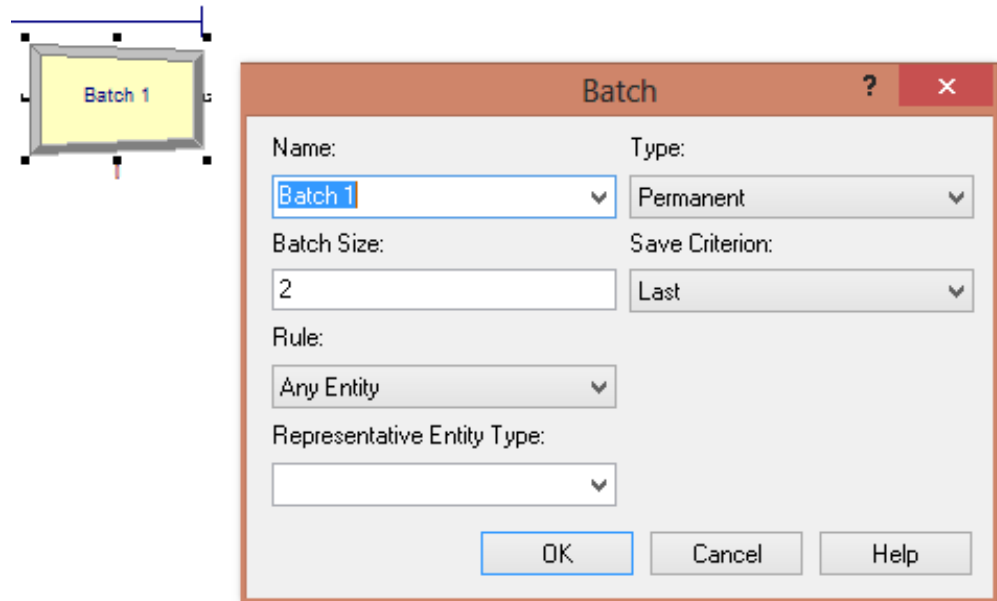 Batch 1
Batch ?
Name: Type:
Batch 1 Permanent
Batch Size: Save Criterion:
2 Last
Rule:
Any Entity
Representative Entity Type:
OK Cancel Help